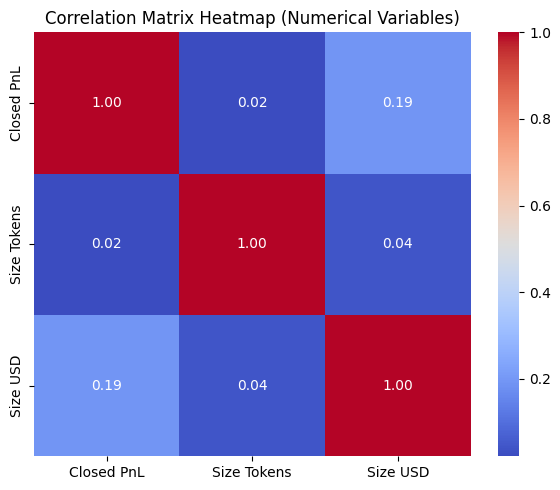 Correlation Matrix Heatmap (Numerical Variables)
Closed PnL
Size Tokens
Size USD
1.00 0.02 0.19
0.02 1.00 0.04
0.19 0.04 1.00
Closed PnL Size Tokens Size USD
1.0
0.8
0.6
0.4
0.2